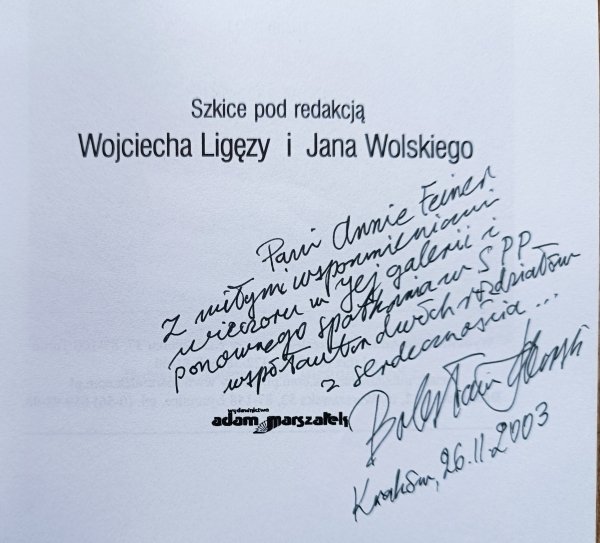 Szkice pod redakcją
Wojciecha Ligęzy i Jana Wolskiego
Pani Annie Feiner
z miłymi wspomnieniami
wieczoru w Jej galerii i
ponownego spotkania w SPP
współautor dwóch rozdziałów
z serdecznością...
Bolesław
Kraków, 26.11.2003
wydawnictwo
adam marszałek